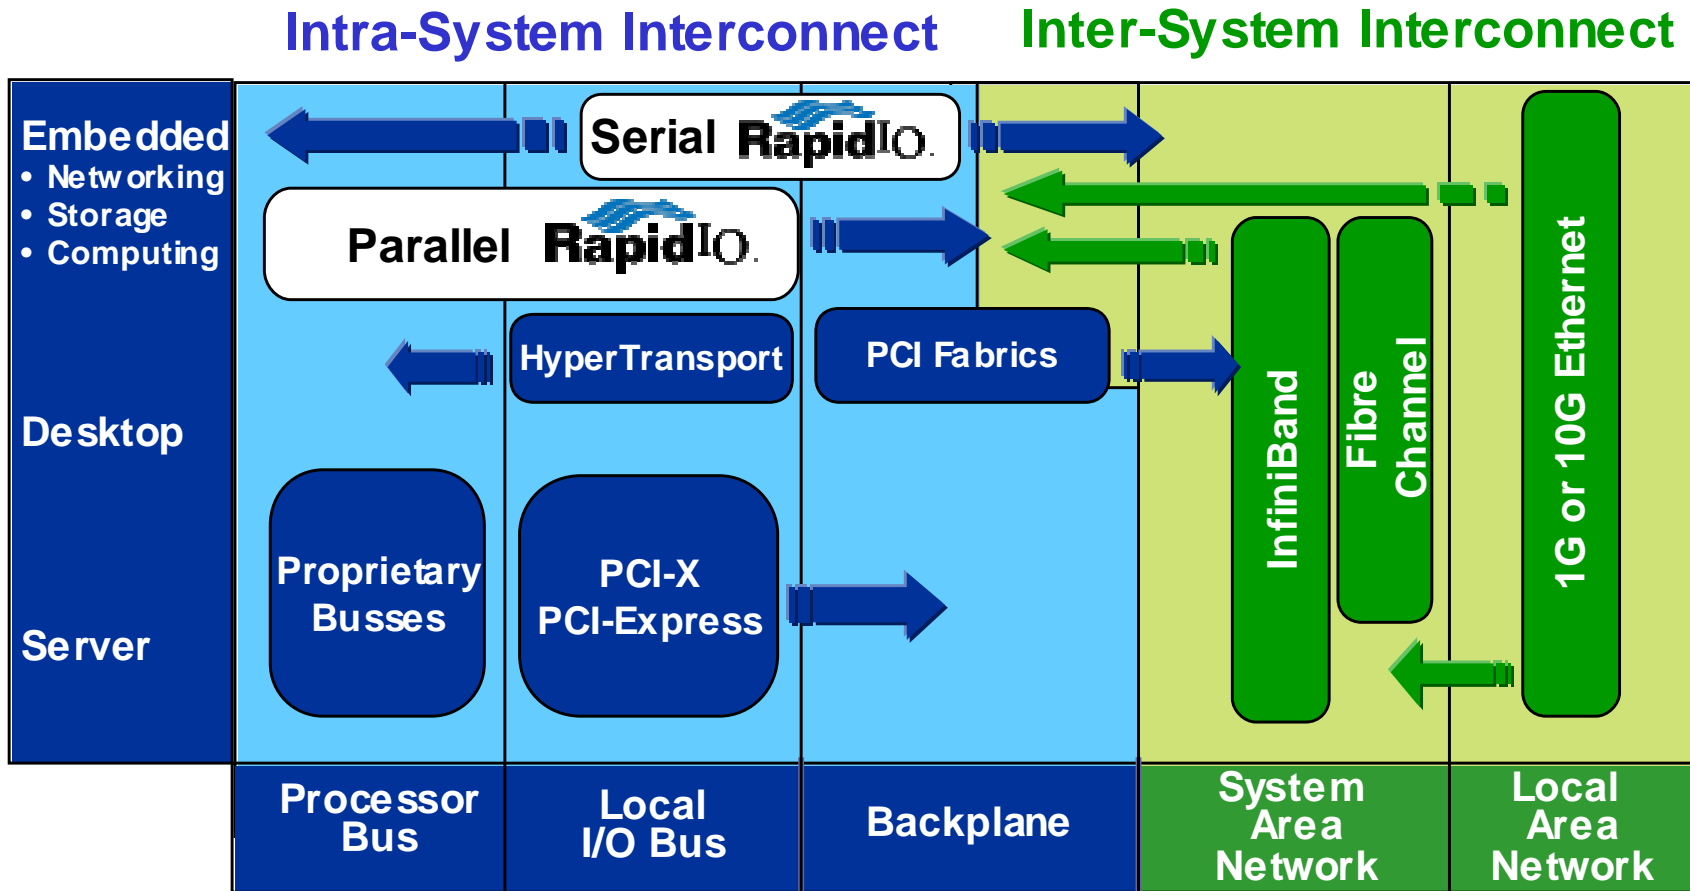 Intra-System Interconnect
Inter-System Interconnect
Embedded
• Networking
• Storage
• Computing
Desktop
Server
Serial RapidIO.
Parallel RapidIO.
HyperTransport
PCI Fabrics
Proprietary
Busses
PCI-X
PCI-Express
InfiniBand
Fibre
Channel
1G or 10G Ethernet
Processor
Bus
Local
I/O Bus
Backplane
System
Area
Network
Local
Area
Network